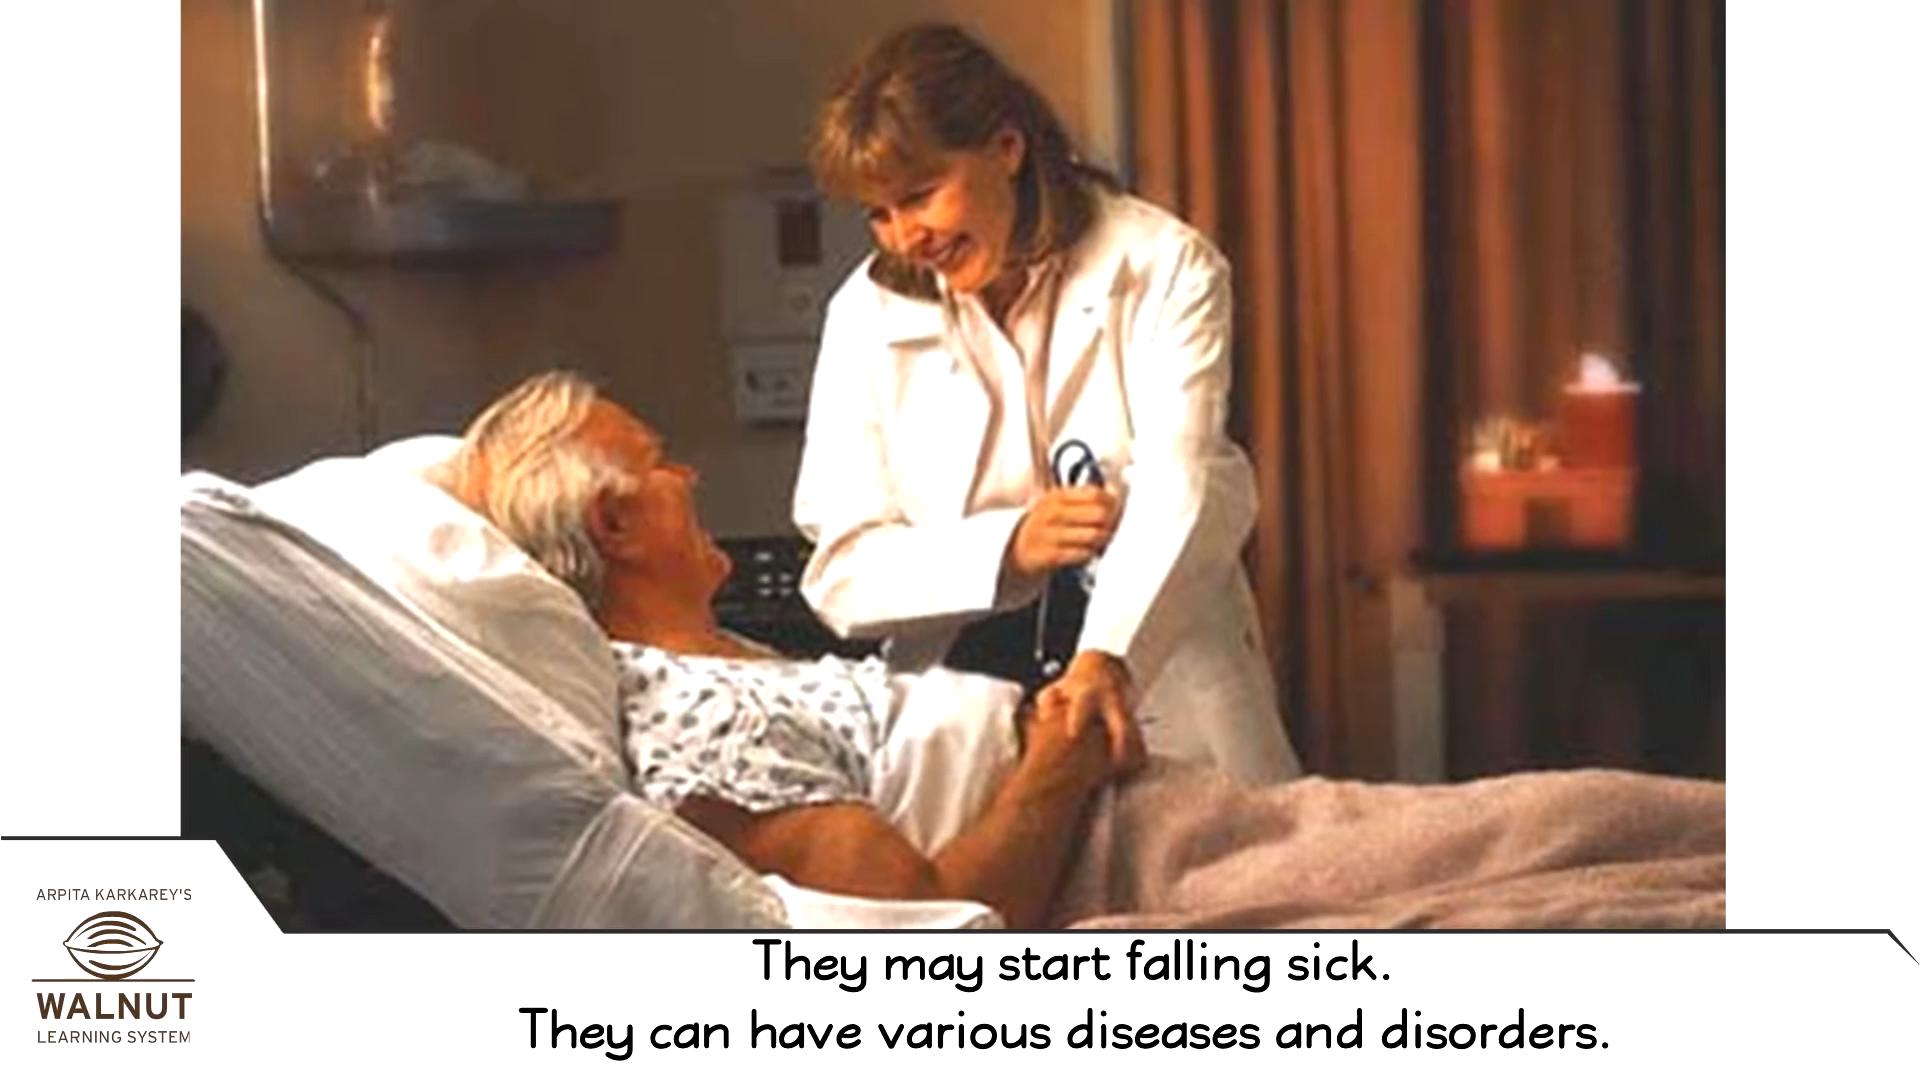 ARPITA KARKAREY'S
WALNUT
LEARNING SYSTEM
They may start falling sick.
They can have various diseases and disorders.